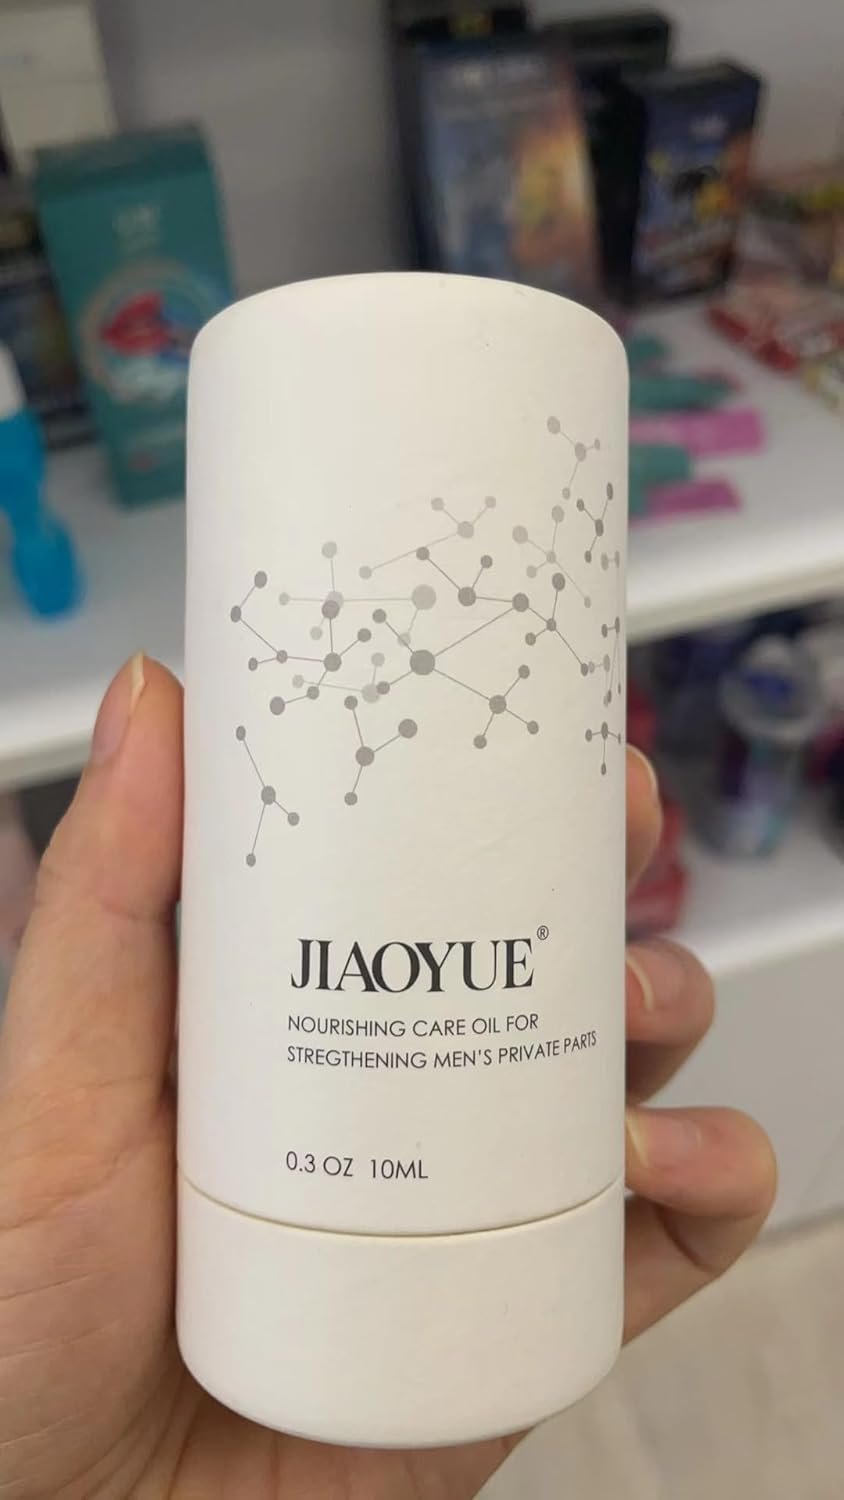 JIAOYUE®
NOURISHING CARE OIL FOR
STREGTHENING MEN'S PRIVATE PARTS
0.3 OZ 10ML